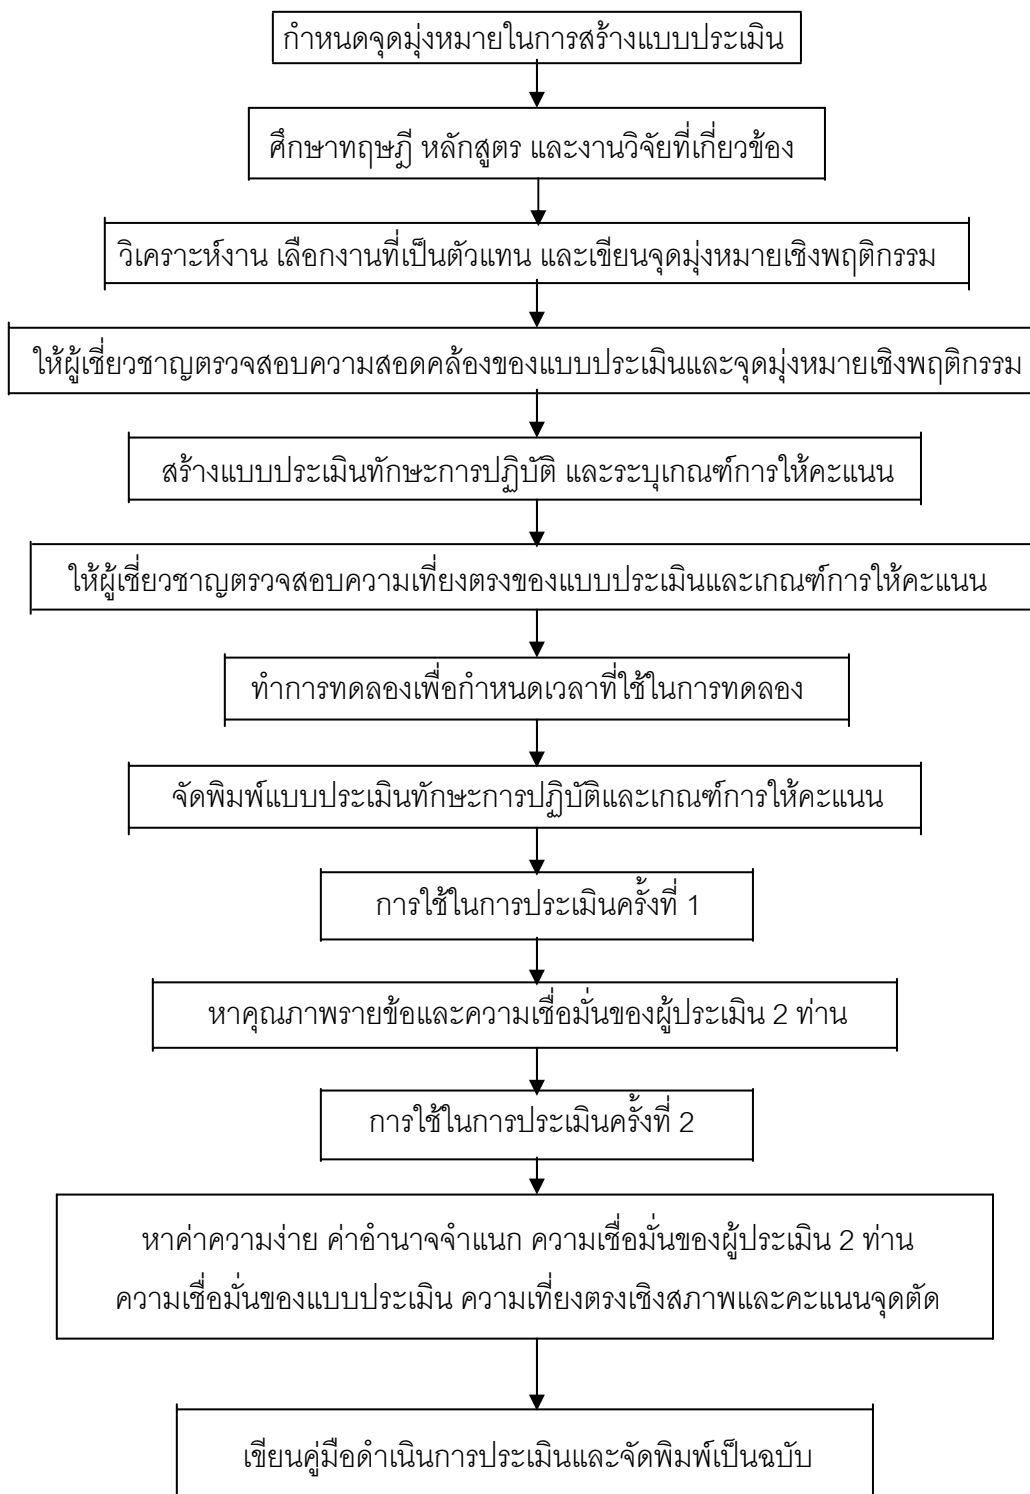 กำหนดจุดมุ่งหมายในการสร้างแบบประเมิน
ศึกษาทฤษฎี หลักสูตร และงานวิจัยที่เกี่ยวข้อง
วิเคราะห์งาน เลือกงานที่เป็นตัวแทน และเขียนจุดมุ่งหมายเชิงพฤติกรรม
ให้ผู้เชี่ยวชาญตรวจสอบความสอดคล้องของแบบประเมินและจุดมุ่งหมายเชิงพฤติกรรม
สร้างแบบประเมินทักษะการปฏิบัติ และระบุเกณฑ์การให้คะแนน
ให้ผู้เชี่ยวชาญตรวจสอบความเที่ยงตรงของแบบประเมินและเกณฑ์การให้คะแนน
ทำการทดลองเพื่อกำหนดเวลาที่ใช้ในการทดลอง
จัดพิมพ์แบบประเมินทักษะการปฏิบัติและเกณฑ์การให้คะแนน
การใช้ในการประเมินครั้งที่ 1
หาคุณภาพรายข้อและความเชื่อมั่นของผู้ประเมิน 2 ท่าน
การใช้ในการประเมินครั้งที่ 2
หาค่าความง่าย ค่าอำนาจจำแนก ความเชื่อมั่นของผู้ประเมิน 2 ท่าน
ความเชื่อมั่นของแบบประเมิน ความเที่ยงตรงเชิงสภาพและคะแนนจุดตัด
เขียนคู่มือดำเนินการประเมินและจัดพิมพ์เป็นฉบับ